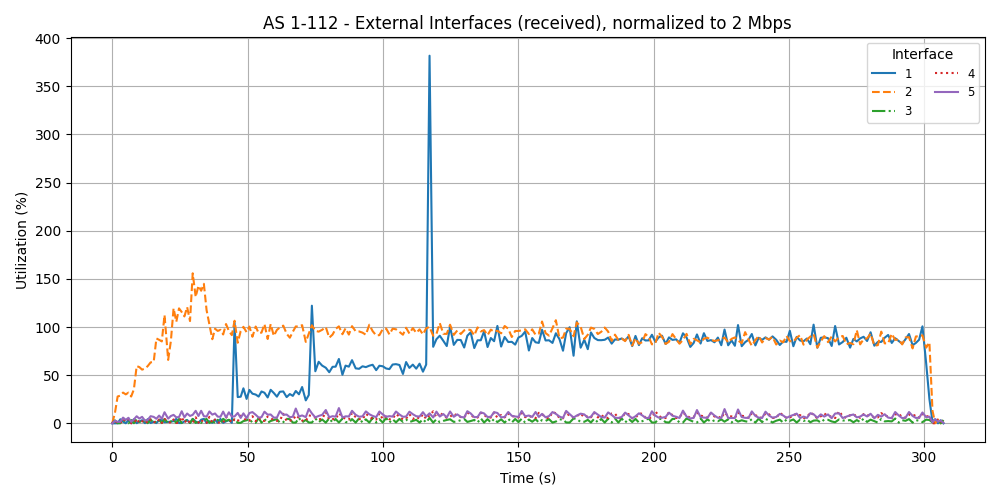 AS 1-112 - External Interfaces (received), normalized to 2 Mbps
Utilization (%)
400
350
300
250
200
150
100
50
0
0 50 100 150 200 250 300
Time (s)
Interface
1 4
2 5
3